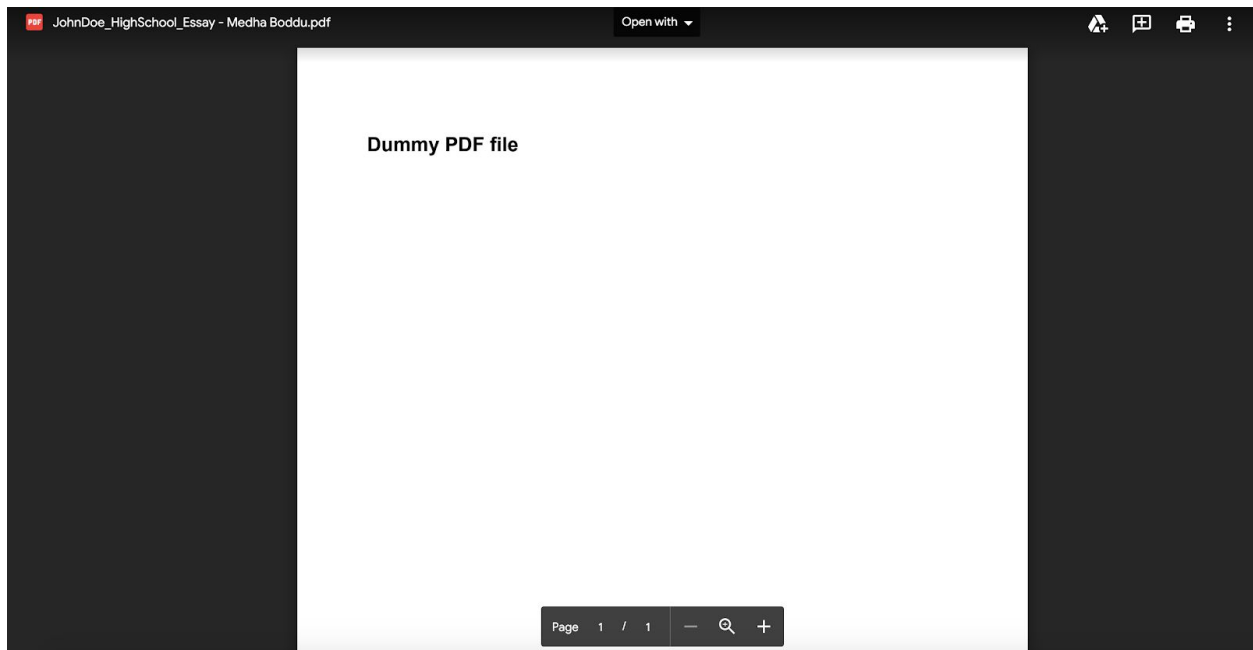 PDF JohnDoe_HighSchool_Essay - Medha Boddu.pdf Open with
Dummy PDF file
Page 1 / 1